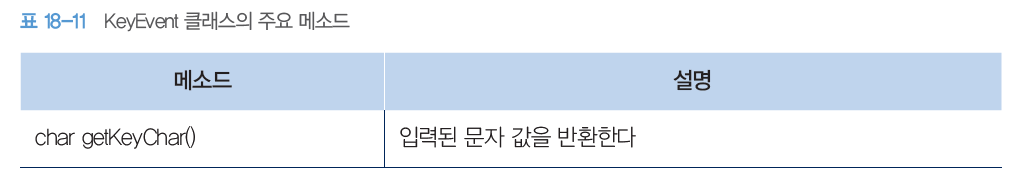 표 18-11 KeyEvent 클래스의 주요 메소드
메소드 설명
char getKeyChar() 입력된 문자 값을 반환한다